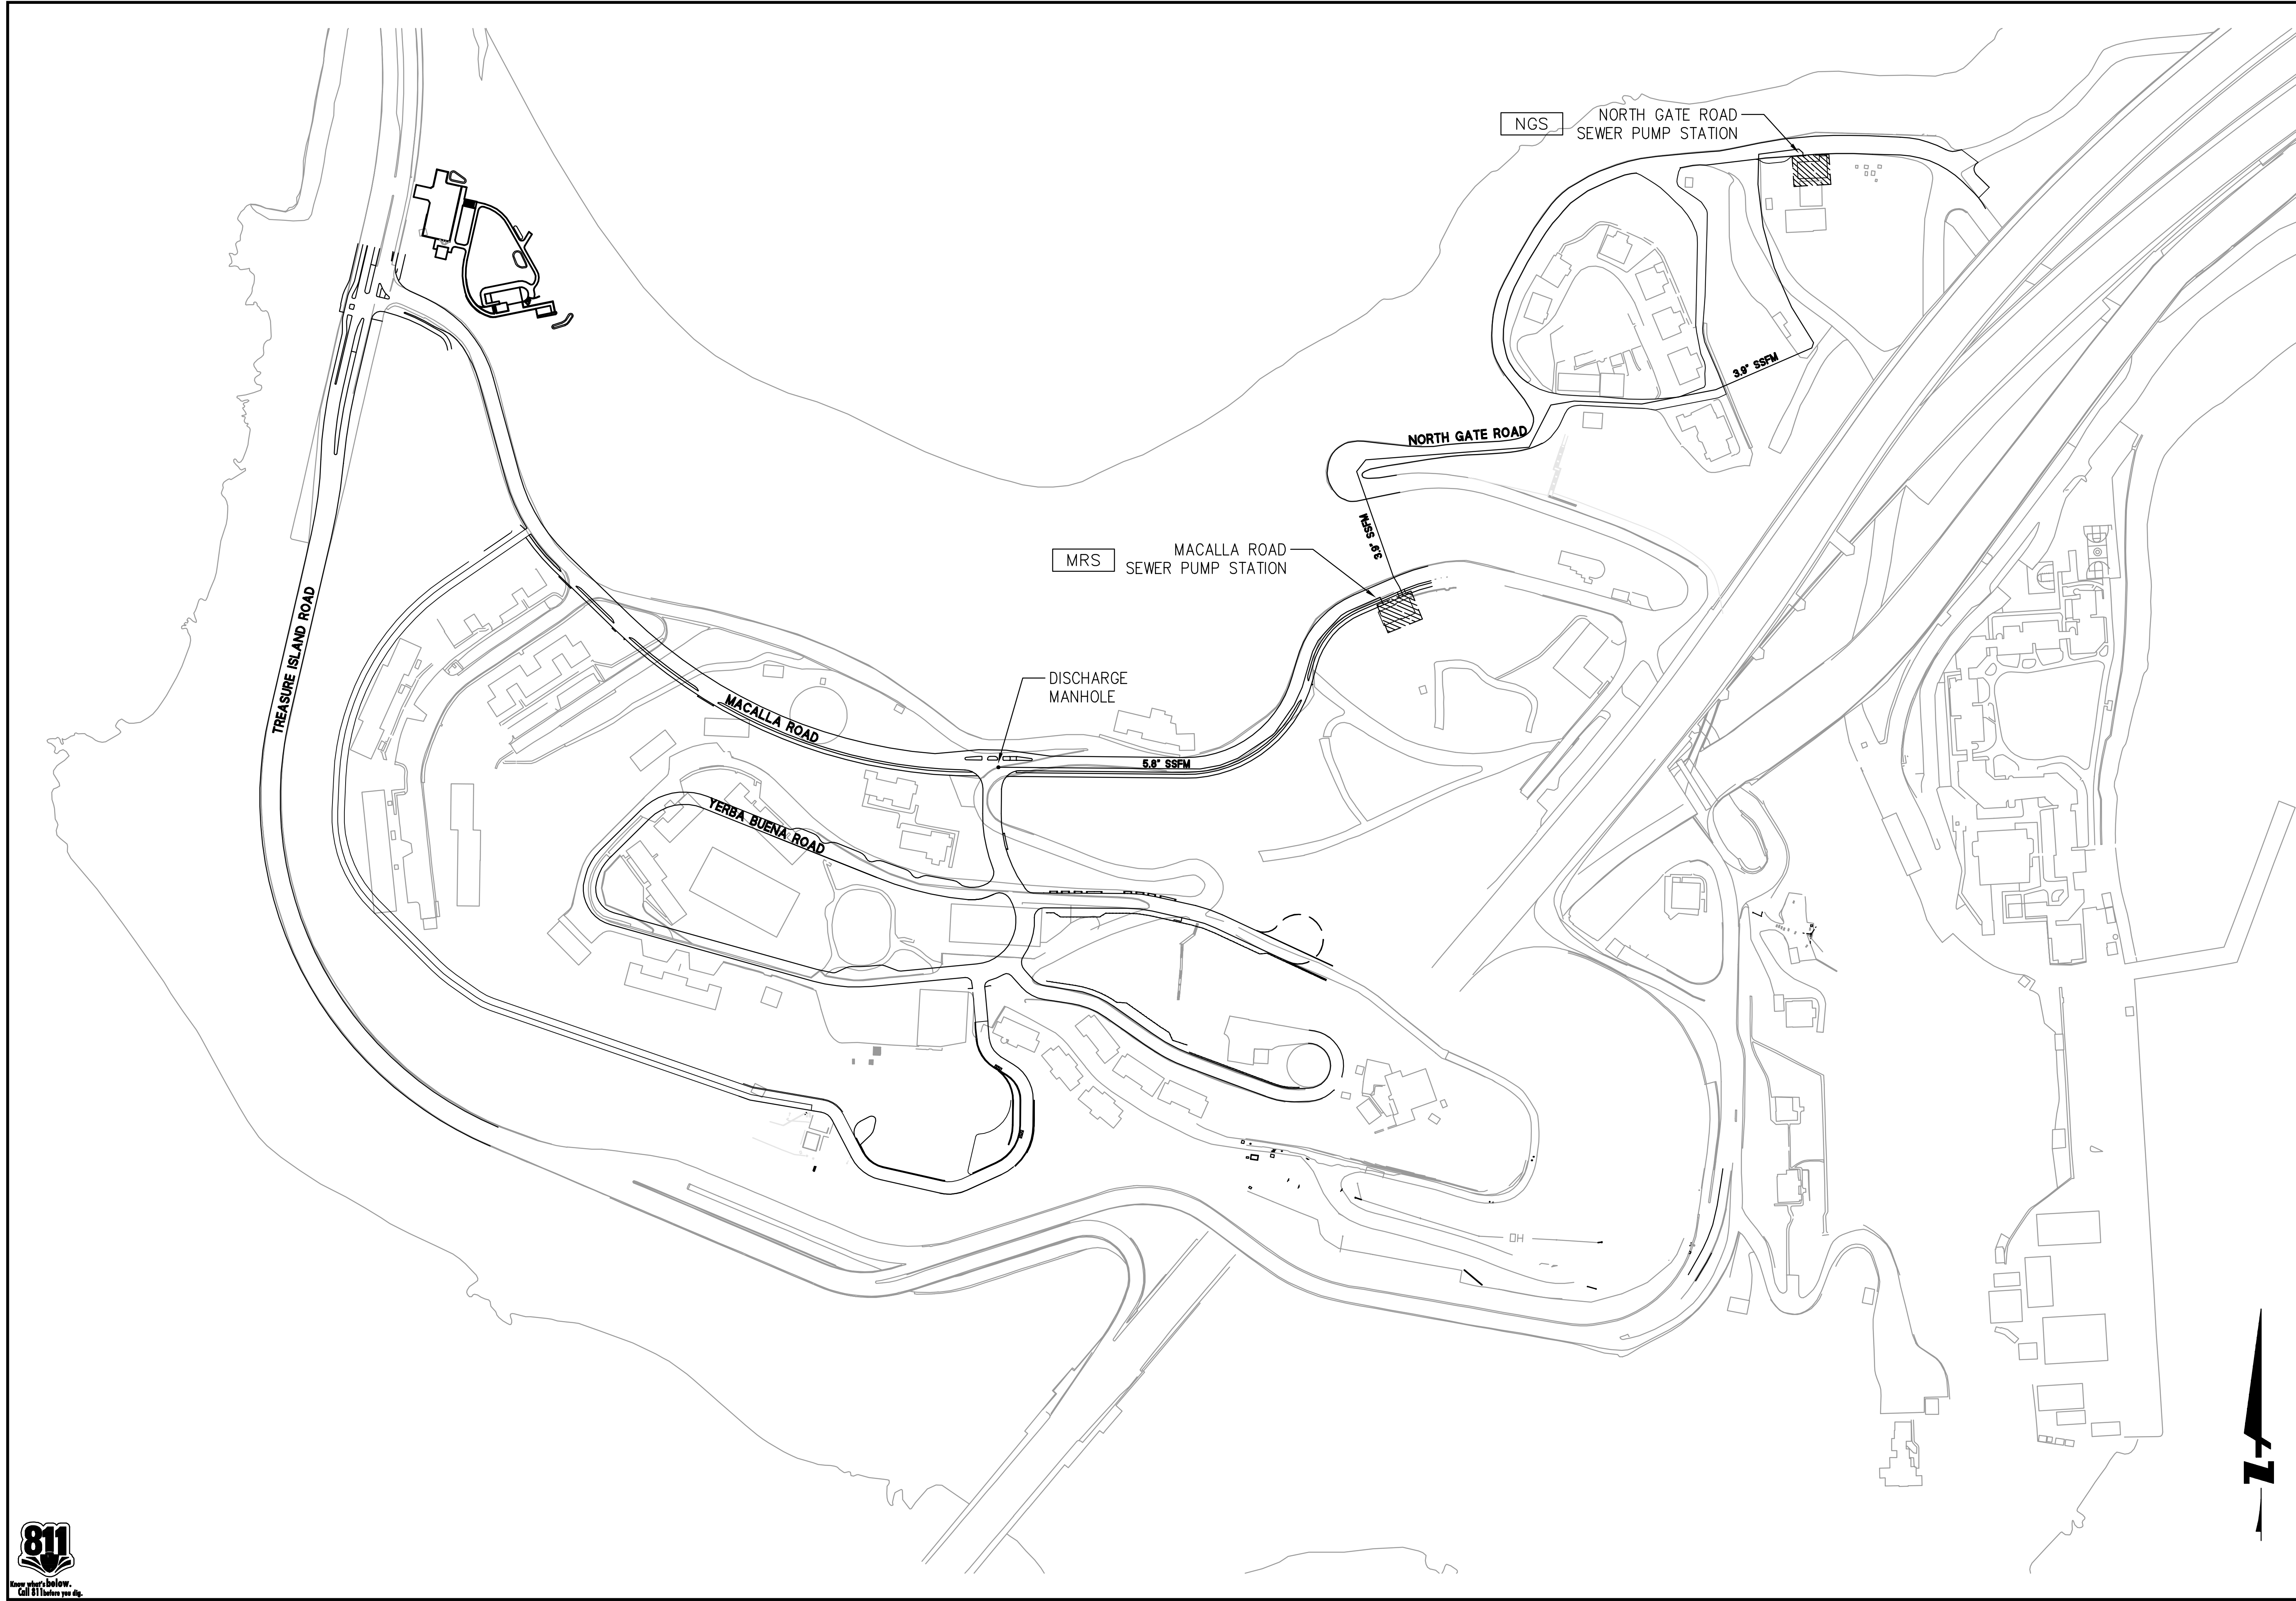 NGS
NORTH GATE ROAD
SEWER PUMP STATION
3.9" SSFM
NORTH GATE ROAD
3.9" SSFM
MRS
MACALLA ROAD
SEWER PUMP STATION
TREASURE ISLAND ROAD
DISCHARGE
MANHOLE
MACALLA ROAD
5.8" SSFM
YERBA BUENA ROAD
OH
811
Know what's below.
Call 811 before you dig.